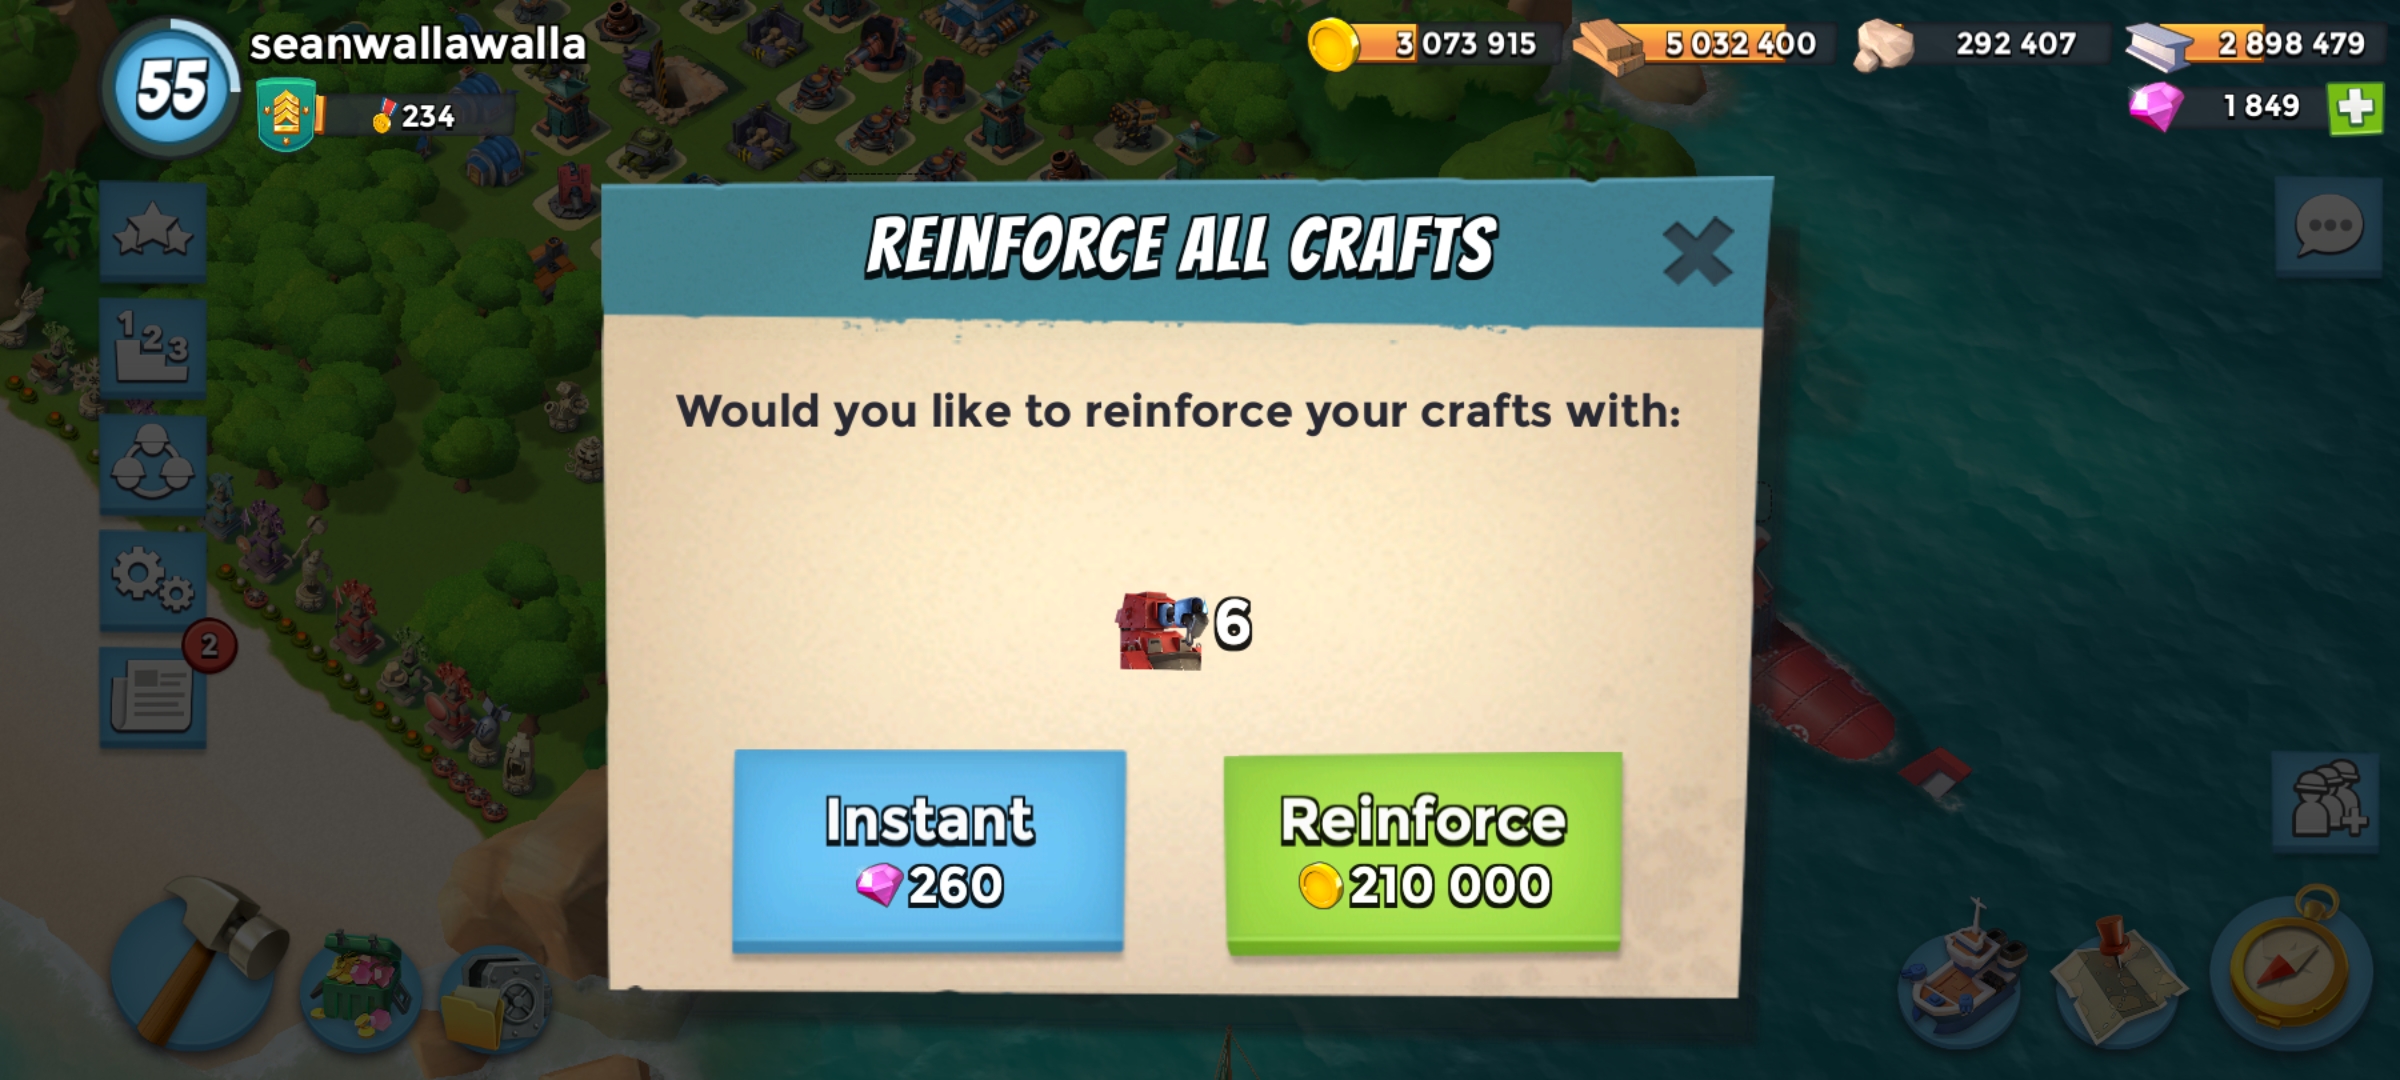 55
seanwallawalla
234
3 073 915
5 032 400
292 407
2 898 479
1 849
1 2 3
2
REINFORCE ALL CRAFTS
Would you like to reinforce your crafts with:
6
Instant
260
Reinforce
210 000